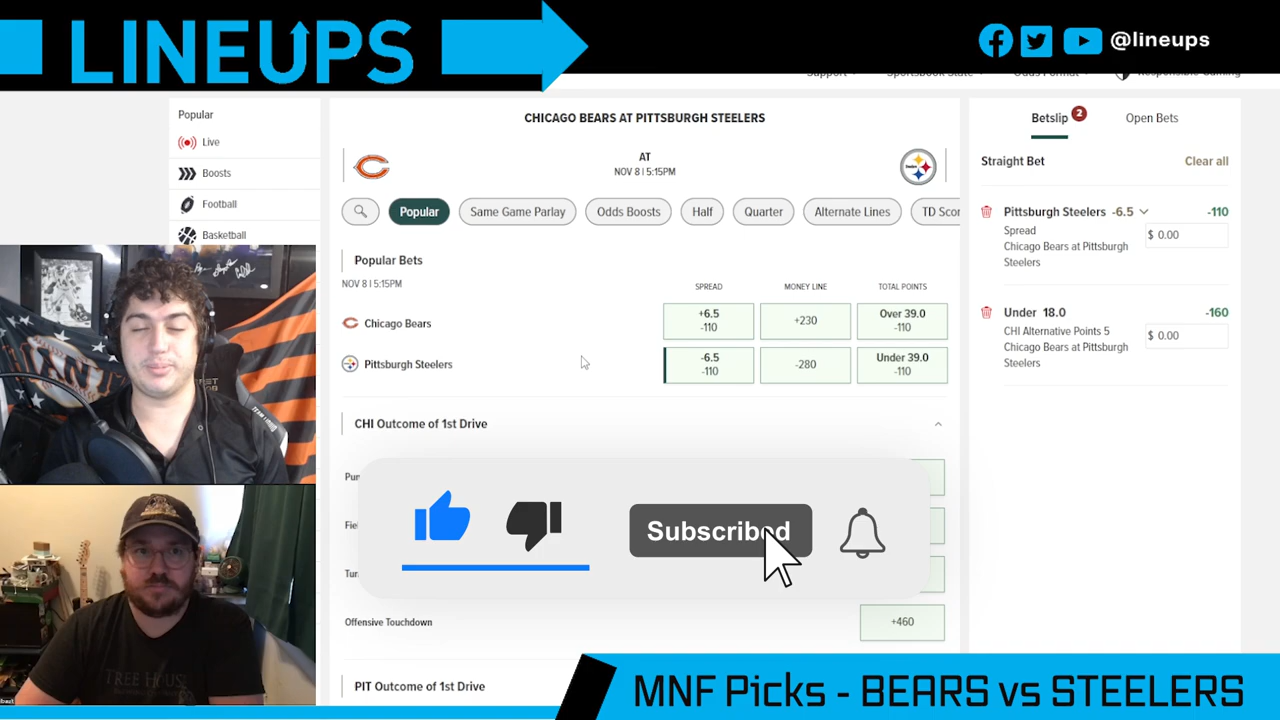 LINEUPS
@lineups
Popular
Live
Boosts
Football
Basketball
CHICAGO BEARS AT PITTSBURGH STEELERS
AT
NOV 8 | 5:15PM
Popular
Same Game Parlay
Odds Boosts
Half
Quarter
Alternate Lines
TD Scor
Popular Bets
NOV 8 | 5:15PM
SPREAD
MONEY LINE
TOTAL POINTS
Chicago Bears
+6.5
-110
+230
Over 39.0
-110
Pittsburgh Steelers
-6.5
-110
-280
Under 39.0
-110
CHI Outcome of 1st Drive
Subscribed
Offensive Touchdown
+460
PIT Outcome of 1st Drive
Betslip
2
Open Bets
Straight Bet
Clear all
Pittsburgh Steelers -6.5
-110
Spread
$ 0.00
Chicago Bears at Pittsburgh
Steelers
Under 18.0
-160
CHI Alternative Points 5
$ 0.00
Chicago Bears at Pittsburgh
Steelers
TREE HOUSE
MNF Picks - BEARS vs STEELERS